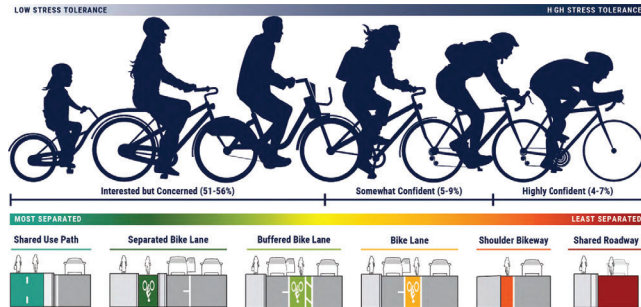 LOW STRESS TOLERANCE
HIGH STRESS TOLERANCE
Interested but Concerned (51-56%)
Somewhat Confident (5-9%)
Highly Confident (4-7%)
MOST SEPARATED
LEAST SEPARATED
Shared Use Path
Separated Bike Lane
Buffered Bike Lane
Bike Lane
Shoulder Bikeway
Shared Roadway